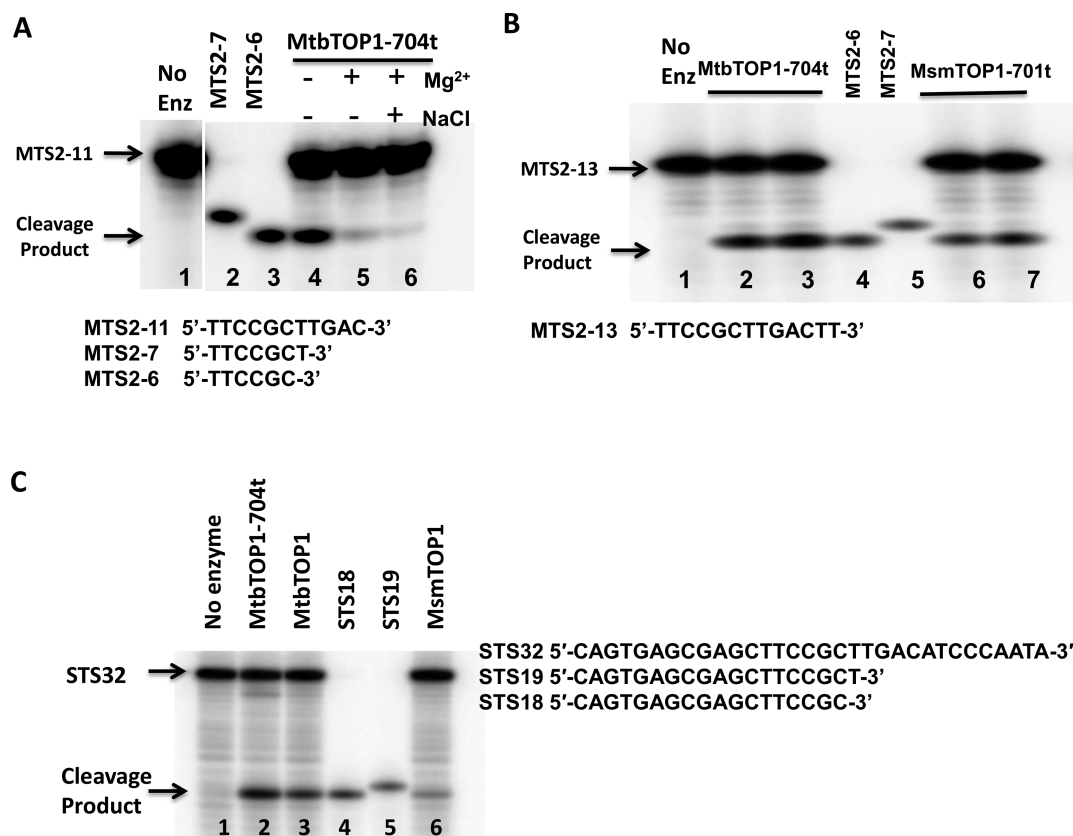 A
No
Enz
MTS2-7
MTS2-6
MtbTOP1-704t
- + + Mg²⁺
- - + NaCl
MTS2-11
Cleavage
Product
1 2 3 4 5 6
MTS2-11 5’-TTCCGCTTGAC-3’
MTS2-7 5’-TTCCGCT-3’
MTS2-6 5’-TTCCGC-3’
B
No
Enz
MtbTOP1-704t
MTS2-6
MTS2-7
MsmTOP1-701t
MTS2-13
Cleavage
Product
1 2 3 4 5 6 7
MTS2-13 5’-TTCCGCTTGACTT-3’
C
No enzyme
MtbTOP1-704t
MtbTOP1
STS18
STS19
MsmTOP1
STS32
Cleavage
Product
1 2 3 4 5 6
STS32 5′-CAGTGAGCGAGCTTCCGCTTGACATCCCAATA-3′
STS19 5′-CAGTGAGCGAGCTTCCGCT-3’
STS18 5′-CAGTGAGCGAGCTTCCGC-3’